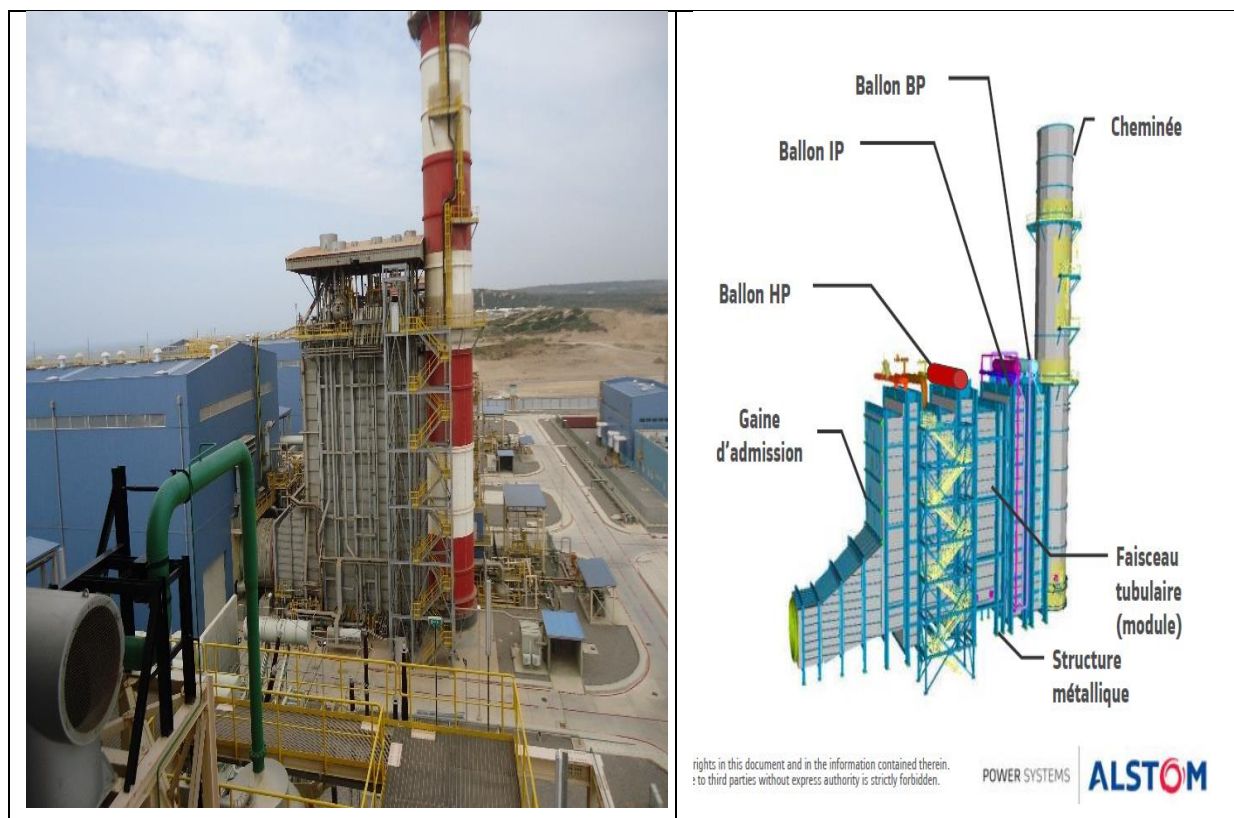 Ballon BP
Cheminée
Ballon IP
Ballon HP
Gaine
d'admission
Faisceau
tubulaire
(module)
Structure
métallique
rights in this document and in the information contained therein.
e to third parties without express authority is strictly forbidden.
POWER SYSTEMS
ALSTOM